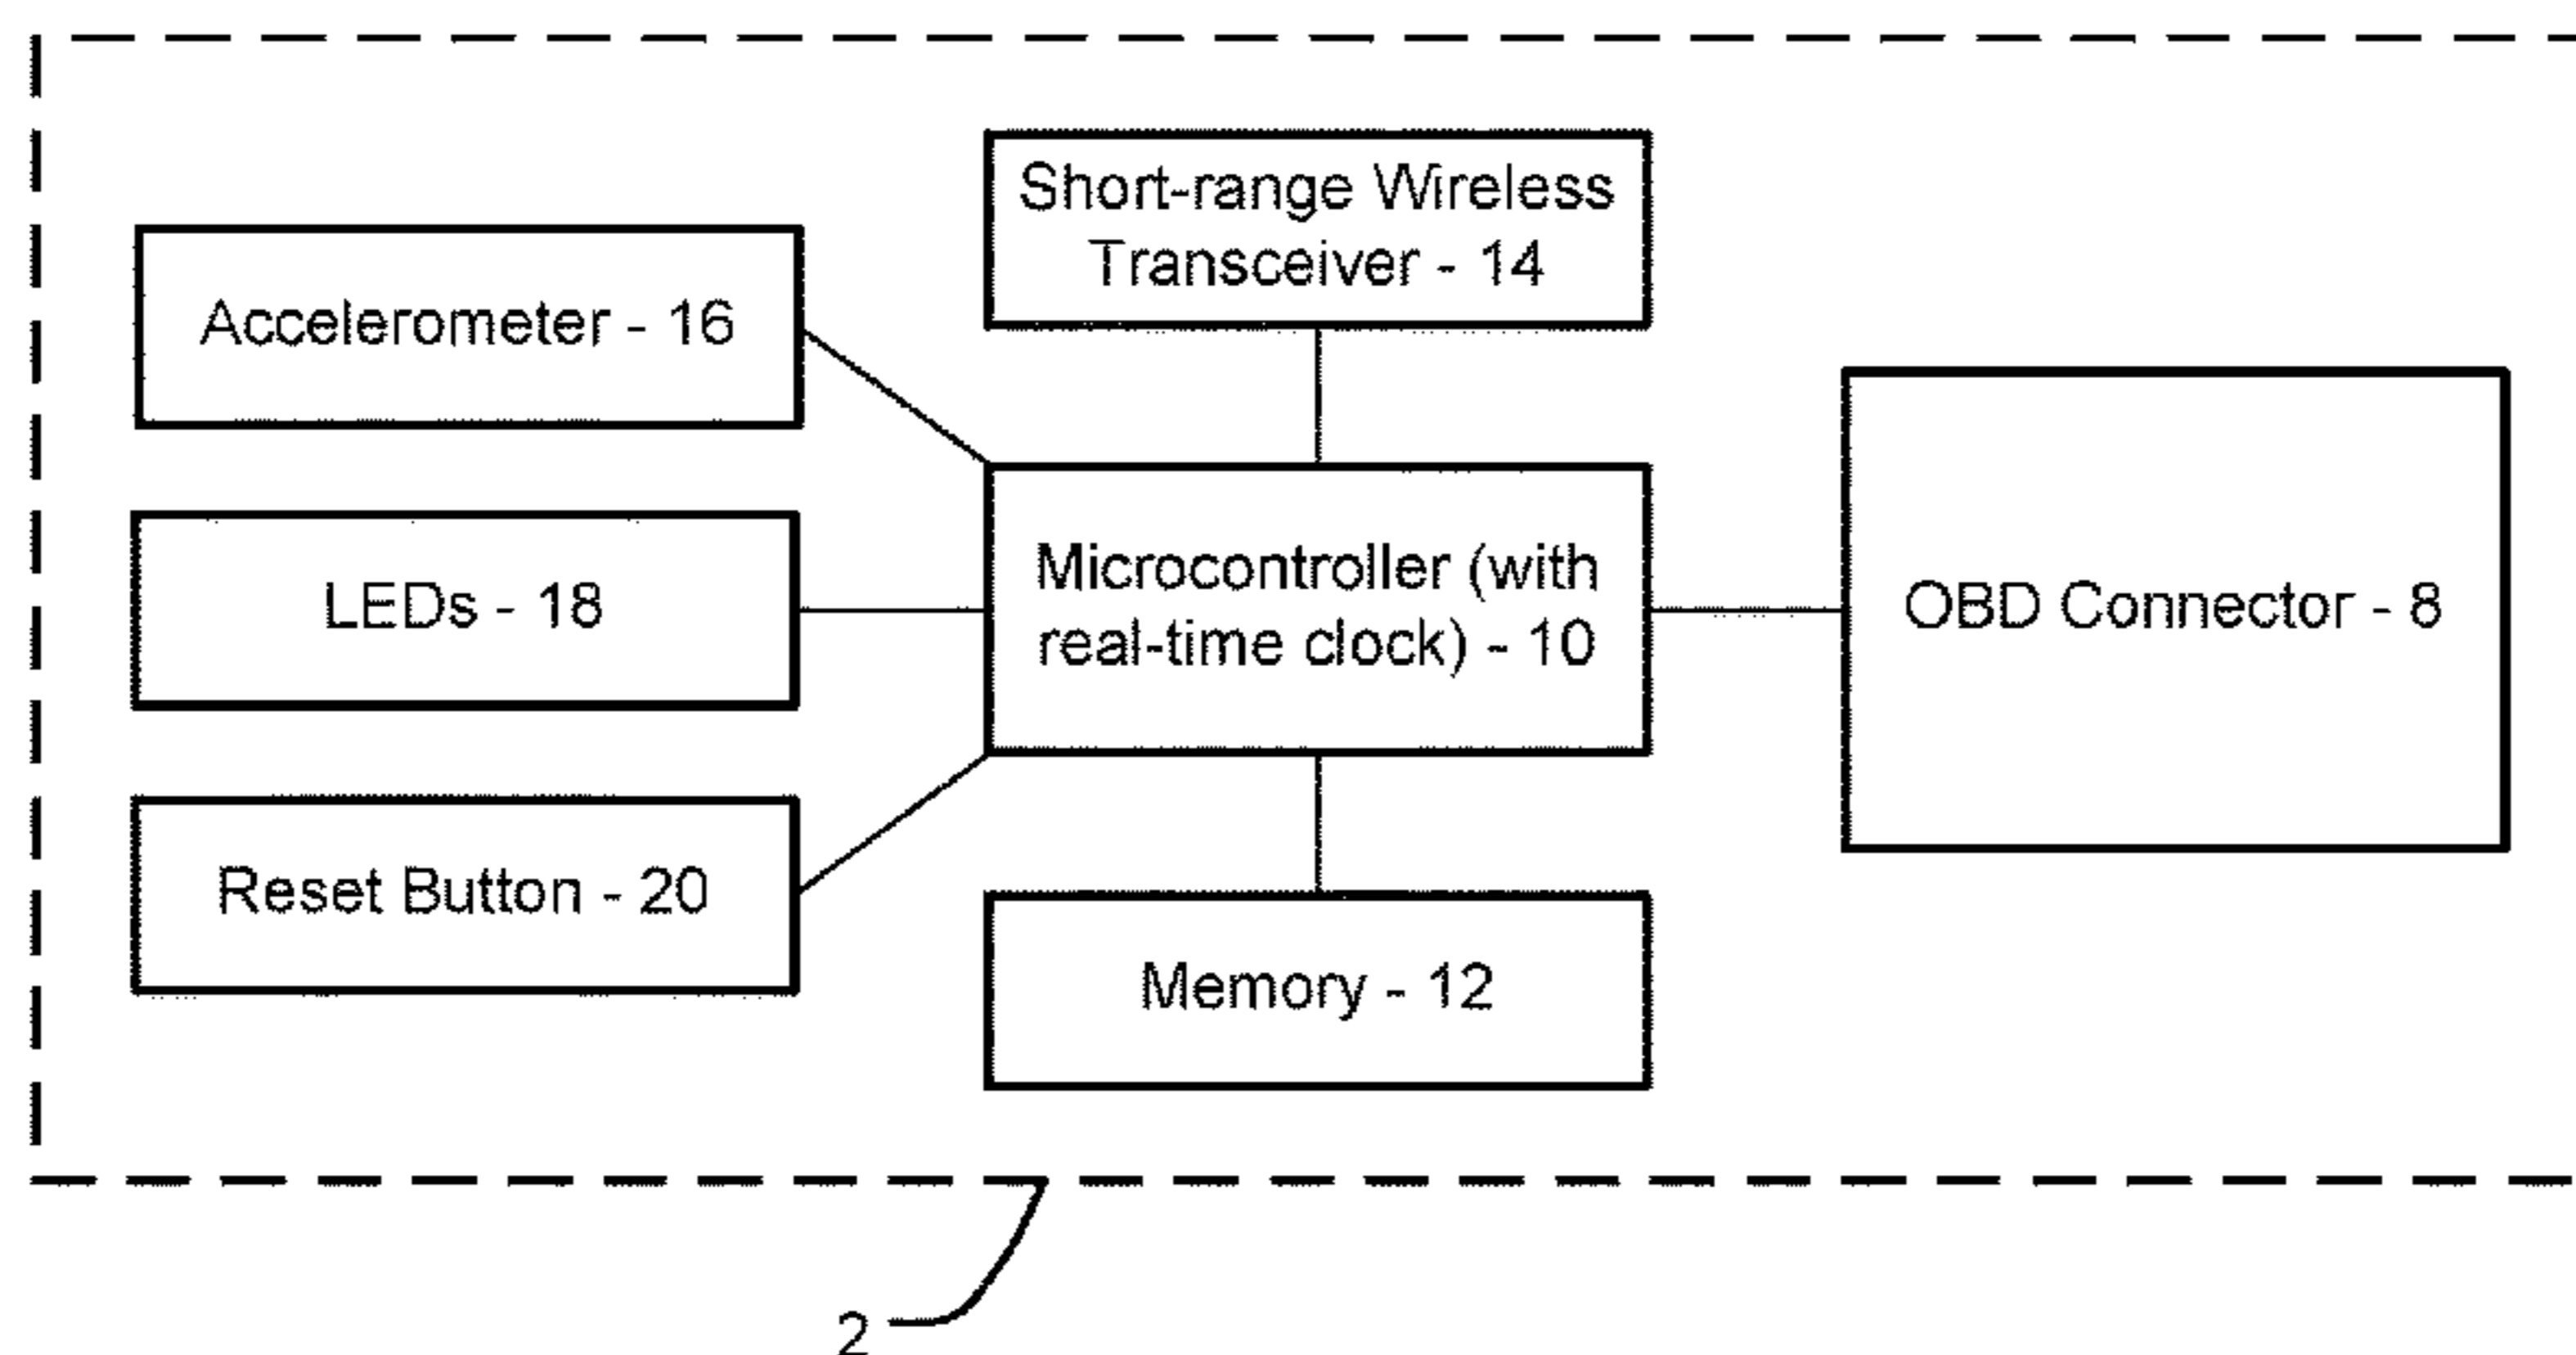 Short-range Wireless
Transceiver - 14
Accelerometer - 16
Microcontroller (with
real-time clock) - 10
LEDs - 18
OBD Connector - 8
Reset Button - 20
Memory - 12
2